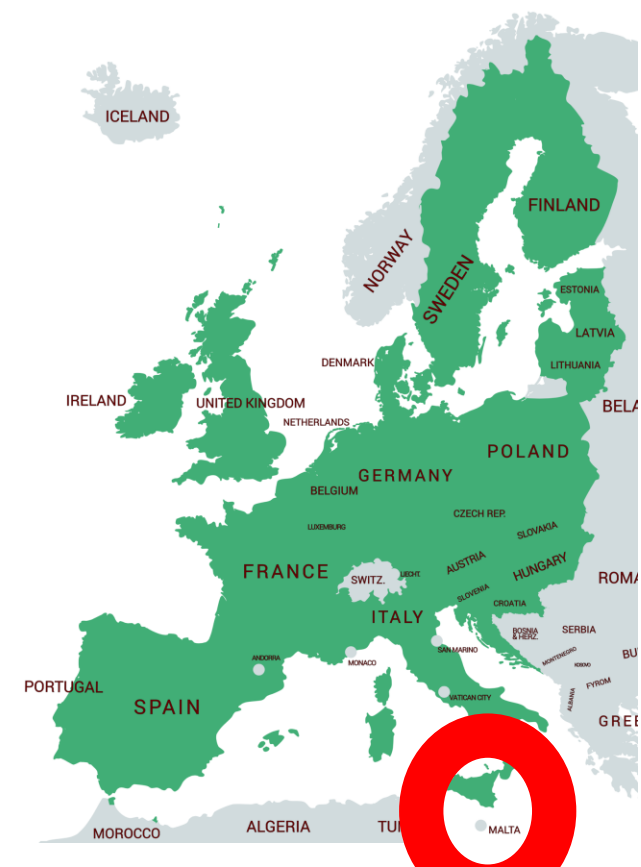 ICELAND
FINLAND
NORWAY
SWEDEN
ESTONIA
LATVIA
DENMARK
LITHUANIA
IRELAND
UNITED KINGDOM
BELA
NETHERLANDS
POLAND
GERMANY
BELGIUM
CZECH REP.
LUXEMBURG
SLOVAKIA
AUSTRIA
HUNGARY
FRANCE
SWITZ.
LIECHT.
ROMA
SLOVENIA
CROATIA
ITALY
BOSNIA
& HERZ.
SERBIA
SAN MARINO
MONTENEGRO
KOSOVO
BU
ANDORRA
MONACO
PORTUGAL
SPAIN
VATICAN CITY
ALBANIA
FYROM
GREE
MOROCCO
ALGERIA
TU
MALTA